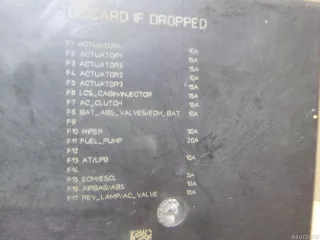 DISCARD IF DROPPED
F1 ACTUATOR4 10A
F2 ACTUATOR1 15A
F3 ACTUATOR5 15A
F4 ACTUATOR2 10A
F5 ACTUATOR3 15A
F6 LCS_CABIN/INJECTOR 15A
F7 AC_CLUTCH 15A
F8 BAT_ABS_VALVES/ECM_BAT 10A
F9
F10 WIPER 30A
F11 FUEL_PUMP 20A
F12
F13 AT/LPG 10A
F14
F15 ECM/ESCL 5A
F16 AIRBAG/ABS 10A
F17 REV_LAMP/AC_VALVE 10A